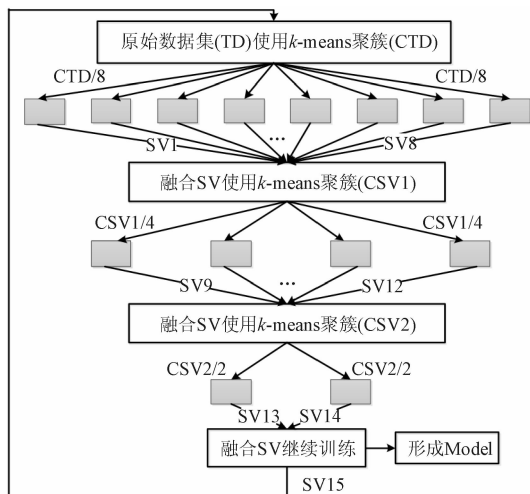 原始数据集(TD)使用k-means聚簇(CTD)
CTD/8
CTD/8
...
SV1
SV8
融合SV使用k-means聚簇(CSV1)
CSV1/4
CSV1/4
...
SV9
SV12
融合SV使用k-means聚簇(CSV2)
CSV2/2
CSV2/2
SV13
SV14
融合SV继续训练
形成Model
SV15